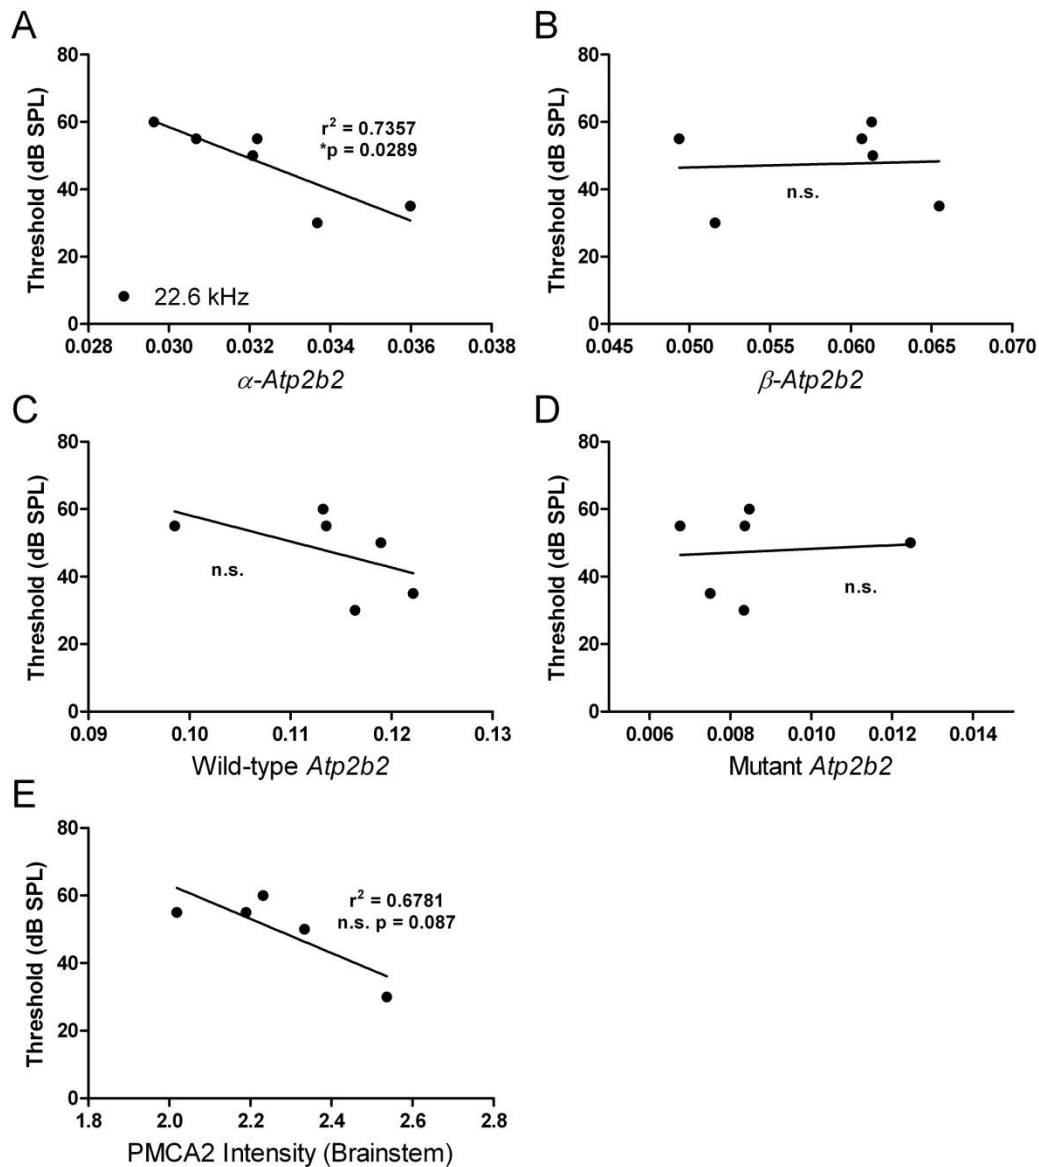 A
Threshold (dB SPL)
80
60
40
20
0
r² = 0.7357
*p = 0.0289
22.6 kHz
0.028 0.030 0.032 0.034 0.036 0.038
α-Atp2b2
B
Threshold (dB SPL)
80
60
40
20
0
n.s.
0.045 0.050 0.055 0.060 0.065 0.070
β-Atp2b2
C
Threshold (dB SPL)
80
60
40
20
0
n.s.
0.09 0.10 0.11 0.12 0.13
Wild-type Atp2b2
D
Threshold (dB SPL)
80
60
40
20
0
n.s.
0.006 0.008 0.010 0.012 0.014
Mutant Atp2b2
E
Threshold (dB SPL)
80
60
40
20
0
r² = 0.6781
n.s. p = 0.087
1.8 2.0 2.2 2.4 2.6 2.8
PMCA2 Intensity (Brainstem)